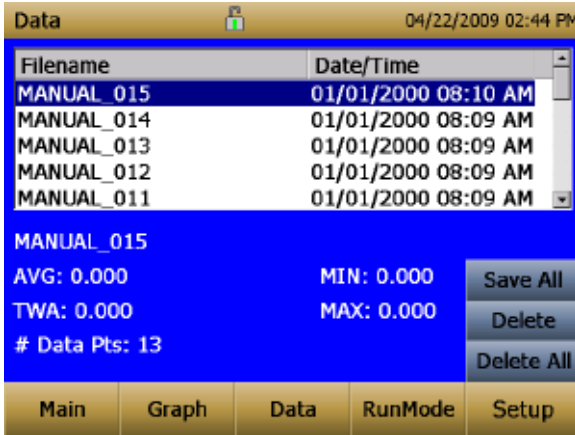 Data 04/22/2009 02:44 PM
Filename Date/Time
MANUAL_015 01/01/2000 08:10 AM
MANUAL_014 01/01/2000 08:09 AM
MANUAL_013 01/01/2000 08:09 AM
MANUAL_012 01/01/2000 08:09 AM
MANUAL_011 01/01/2000 08:09 AM
MANUAL_015
AVG: 0.000 MIN: 0.000
TWA: 0.000 MAX: 0.000
# Data Pts: 13
Save All
Delete
Delete All
Main Graph Data RunMode Setup